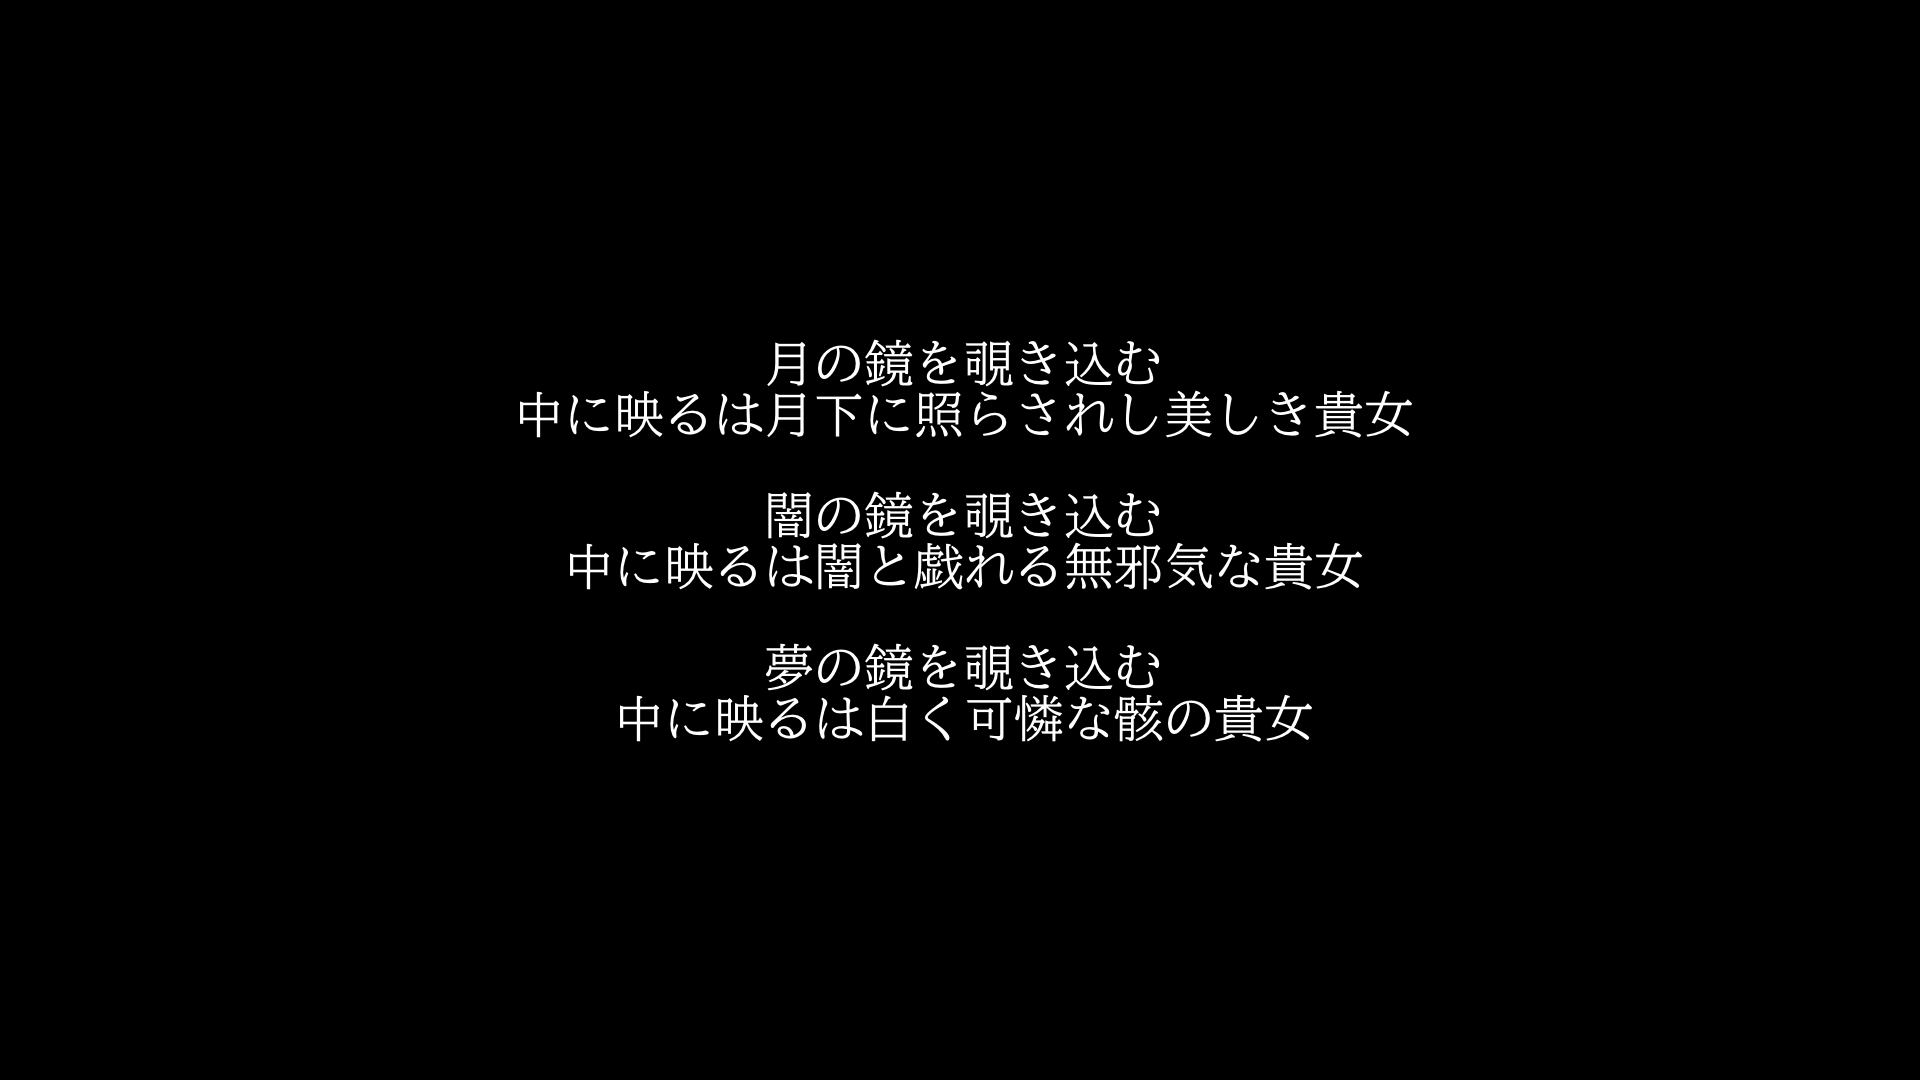 月の鏡を覗き込む
中に映るは月下に照らされし美しき貴女
闇の鏡を覗き込む
中に映るは闇と戯れる無邪気な貴女
夢の鏡を覗き込む
中に映るは白く可憐な骸の貴女